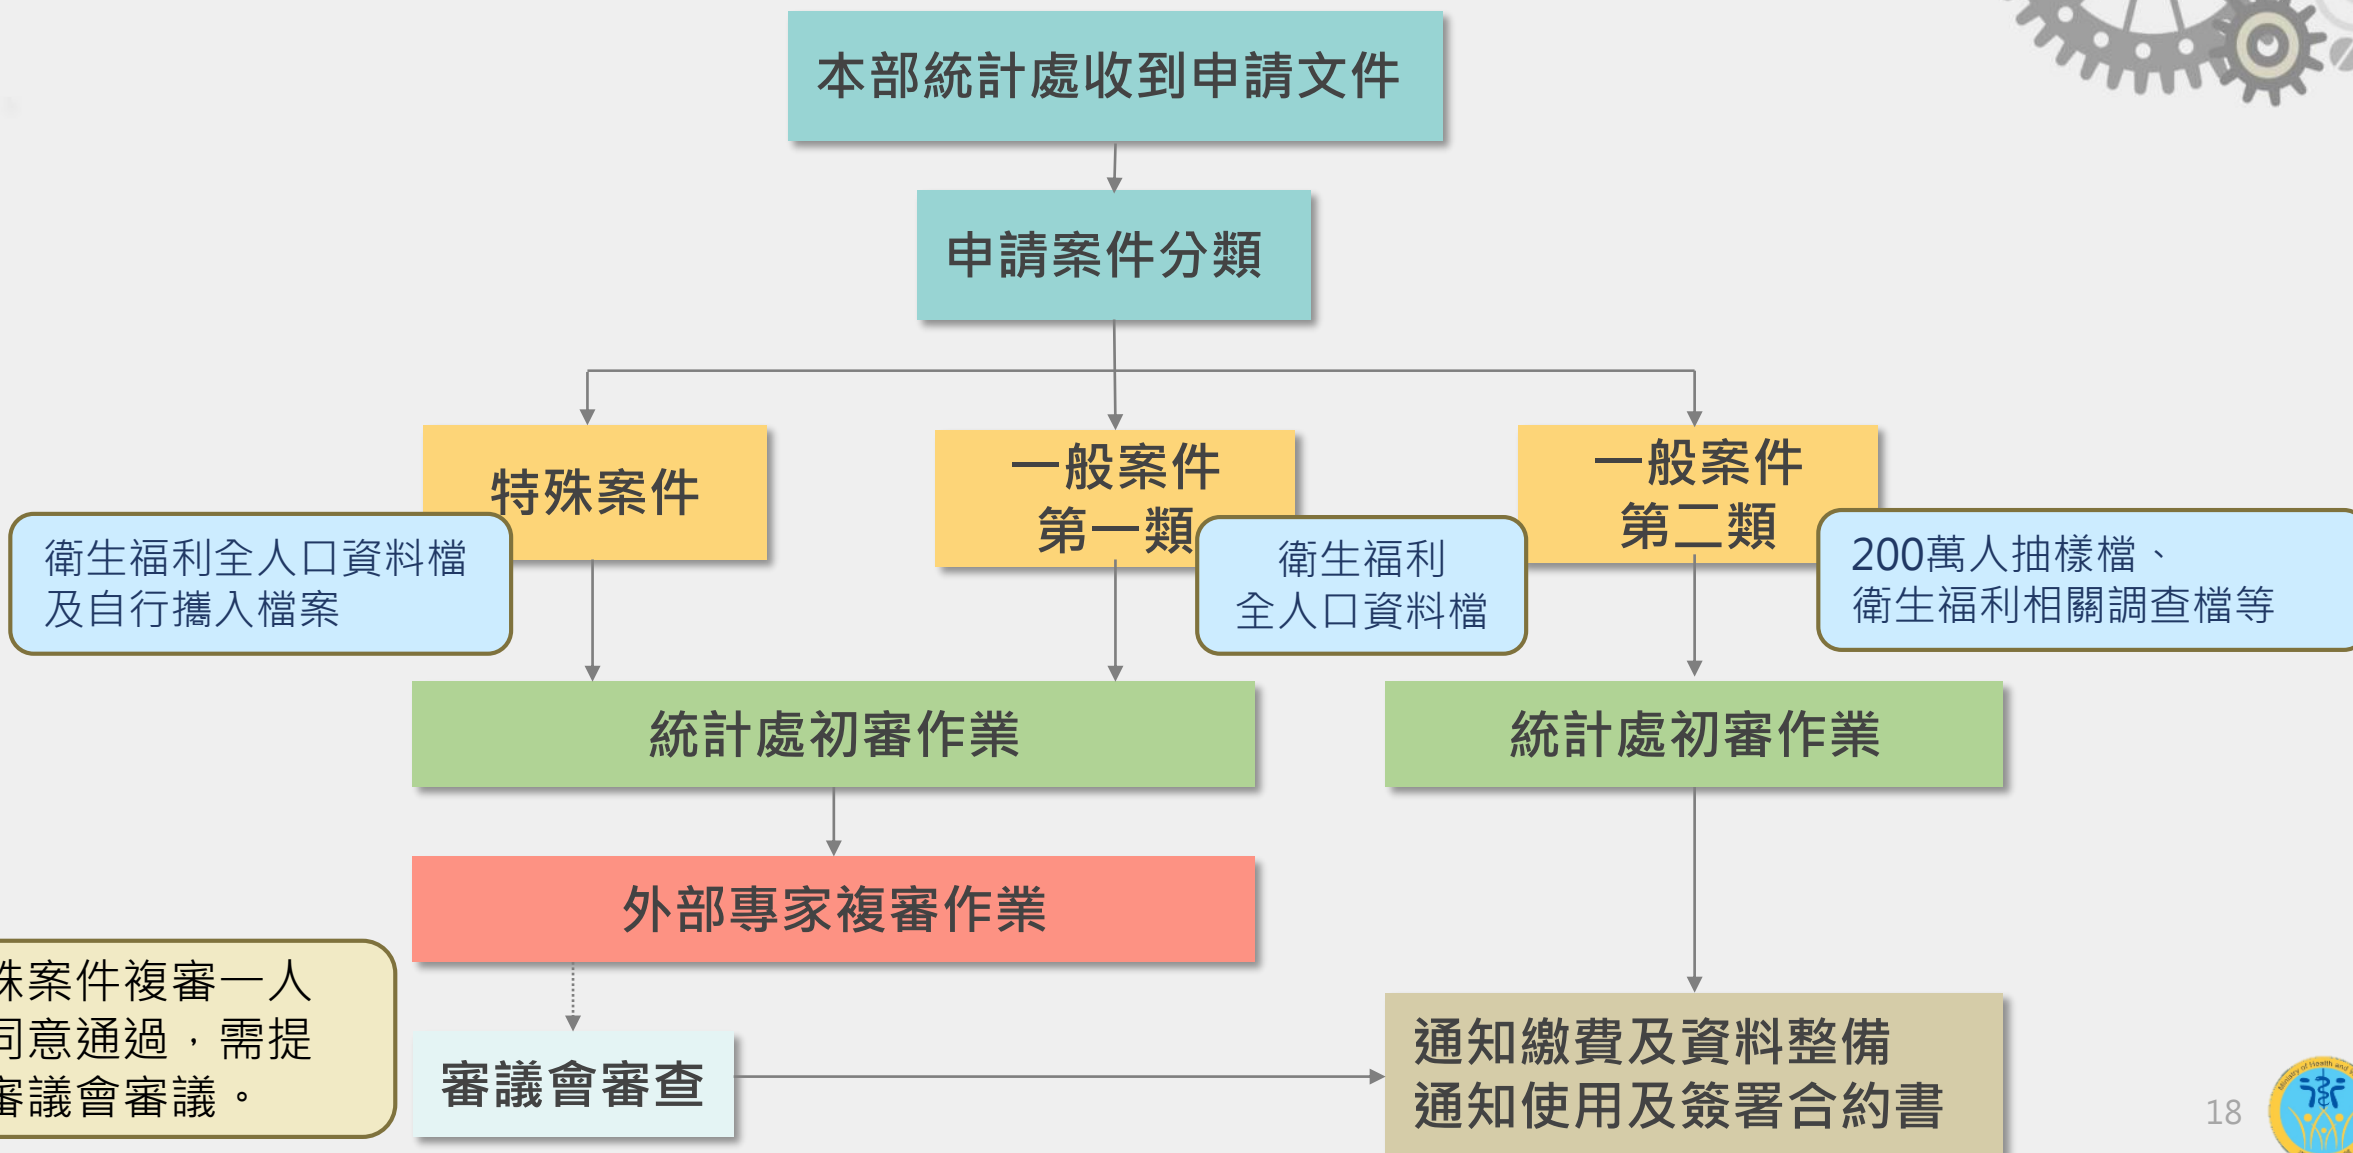 本部統計處收到申請文件
申請案件分類
特殊案件
一般案件
第一類
一般案件
第二類
衛生福利全人口資料檔
及自行攜入檔案
衛生福利
全人口資料檔
200萬人抽樣檔、
衛生福利相關調查檔等
統計處初審作業
統計處初審作業
外部專家複審作業
殊案件複審一人
同意通過，需提
審議會審議。
審議會審查
通知繳費及資料整備
通知使用及簽署合約書
18
Ministry of Health and